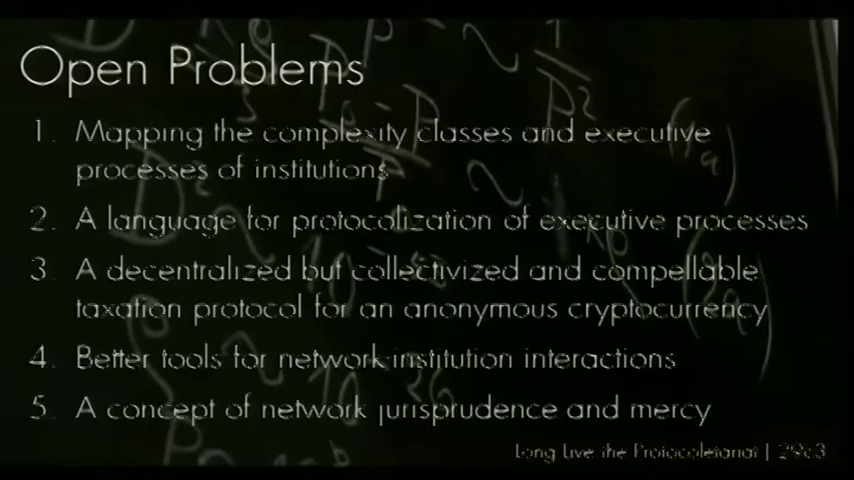 Open Problems
1. Mapping the complexity classes and executive
processes of institutions
2. A language for protocolization of executive processes
3. A decentralized but collectivized and compellable
taxation protocol for an anonymous cryptocurrency
4. Better tools for network-institution interactions
5. A concept of network jurisprudence and mercy
Long Live the Protocoletariat | 29c3